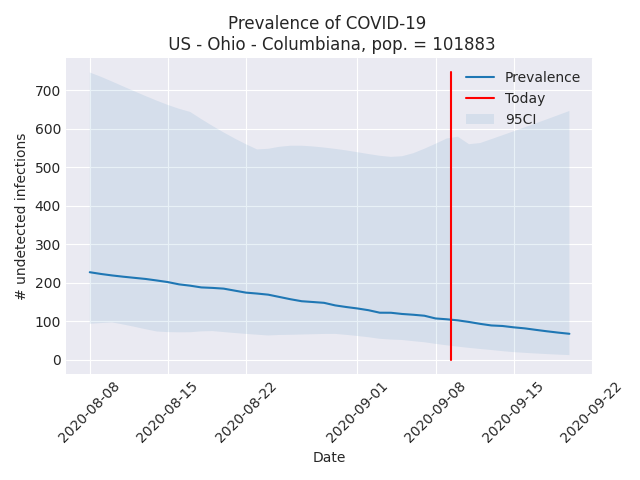 Prevalence of COVID-19
US - Ohio - Columbiana, pop. = 101883
Prevalence
Today
95CI
700
600
500
400
300
200
100
0
# undetected infections
2020-08-08
2020-08-15
2020-08-22
2020-09-01
2020-09-08
2020-09-15
2020-09-22
Date